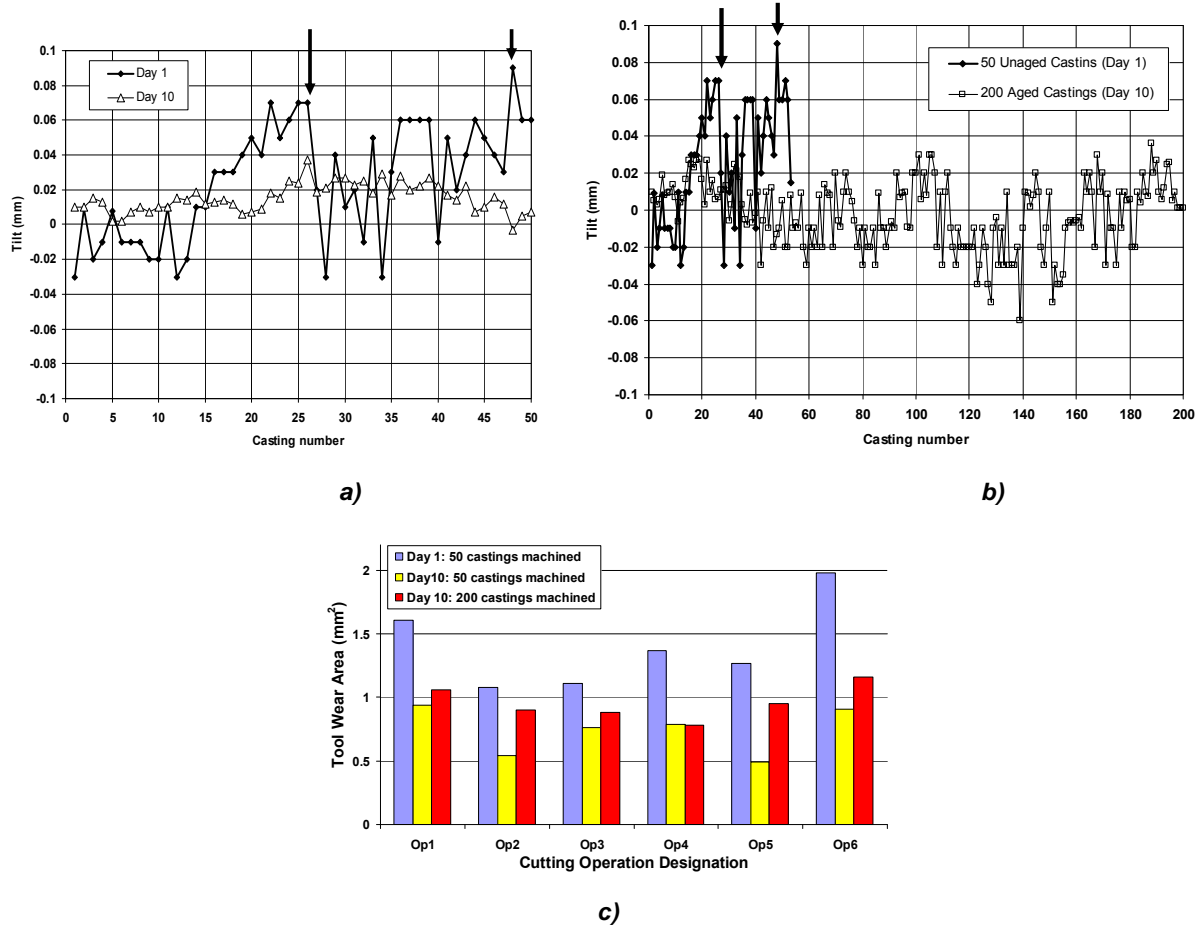 0.1
0.08
0.06
0.04
0.02
0
-0.02
-0.04
-0.06
-0.08
-0.1
Tilt (mm)
Day 1
Day 10
0 5 10 15 20 25 30 35 40 45 50
Casting number
a)
0.1
0.08
0.06
0.04
0.02
0
-0.02
-0.04
-0.06
-0.08
-0.1
Tilt (mm)
50 Unaged Castins (Day 1)
200 Aged Castings (Day 10)
0 20 40 60 80 100 120 140 160 180 200
Casting number
b)
Day 1: 50 castings machined
Day10: 50 castings machined
Day 10: 200 castings machined
2
1.5
1
0.5
0
Tool Wear Area (mm²)
Op1 Op2 Op3 Op4 Op5 Op6
Cutting Operation Designation
c)